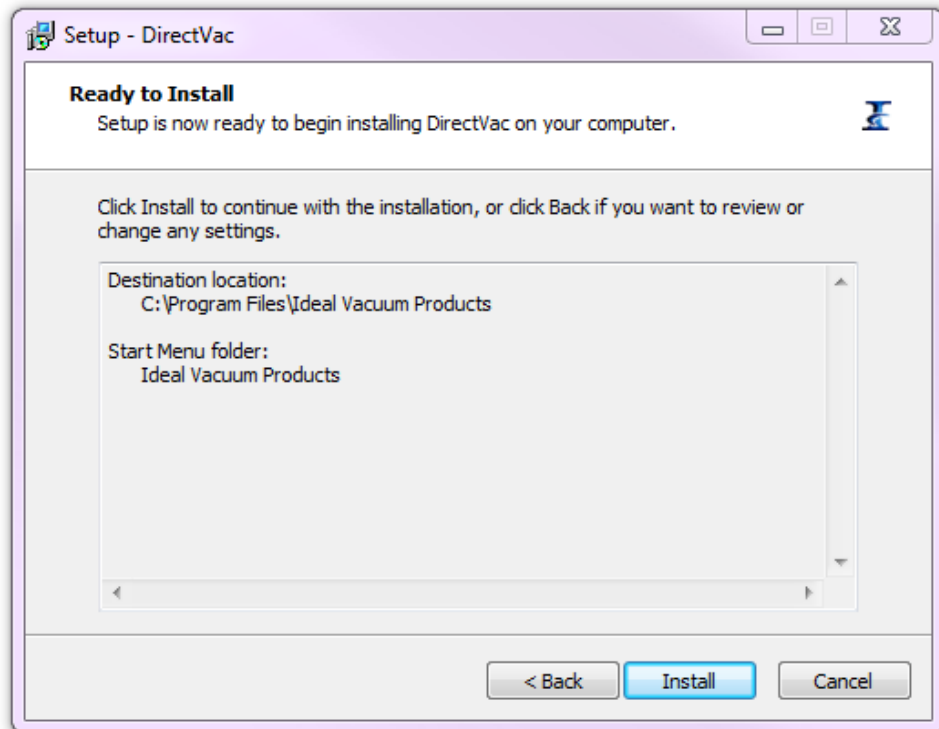 Setup - DirectVac
Ready to Install
Setup is now ready to begin installing DirectVac on your computer.
Click Install to continue with the installation, or click Back if you want to review or
change any settings.
Destination location:
C:\Program Files\Ideal Vacuum Products
Start Menu folder:
Ideal Vacuum Products
< Back
Install
Cancel